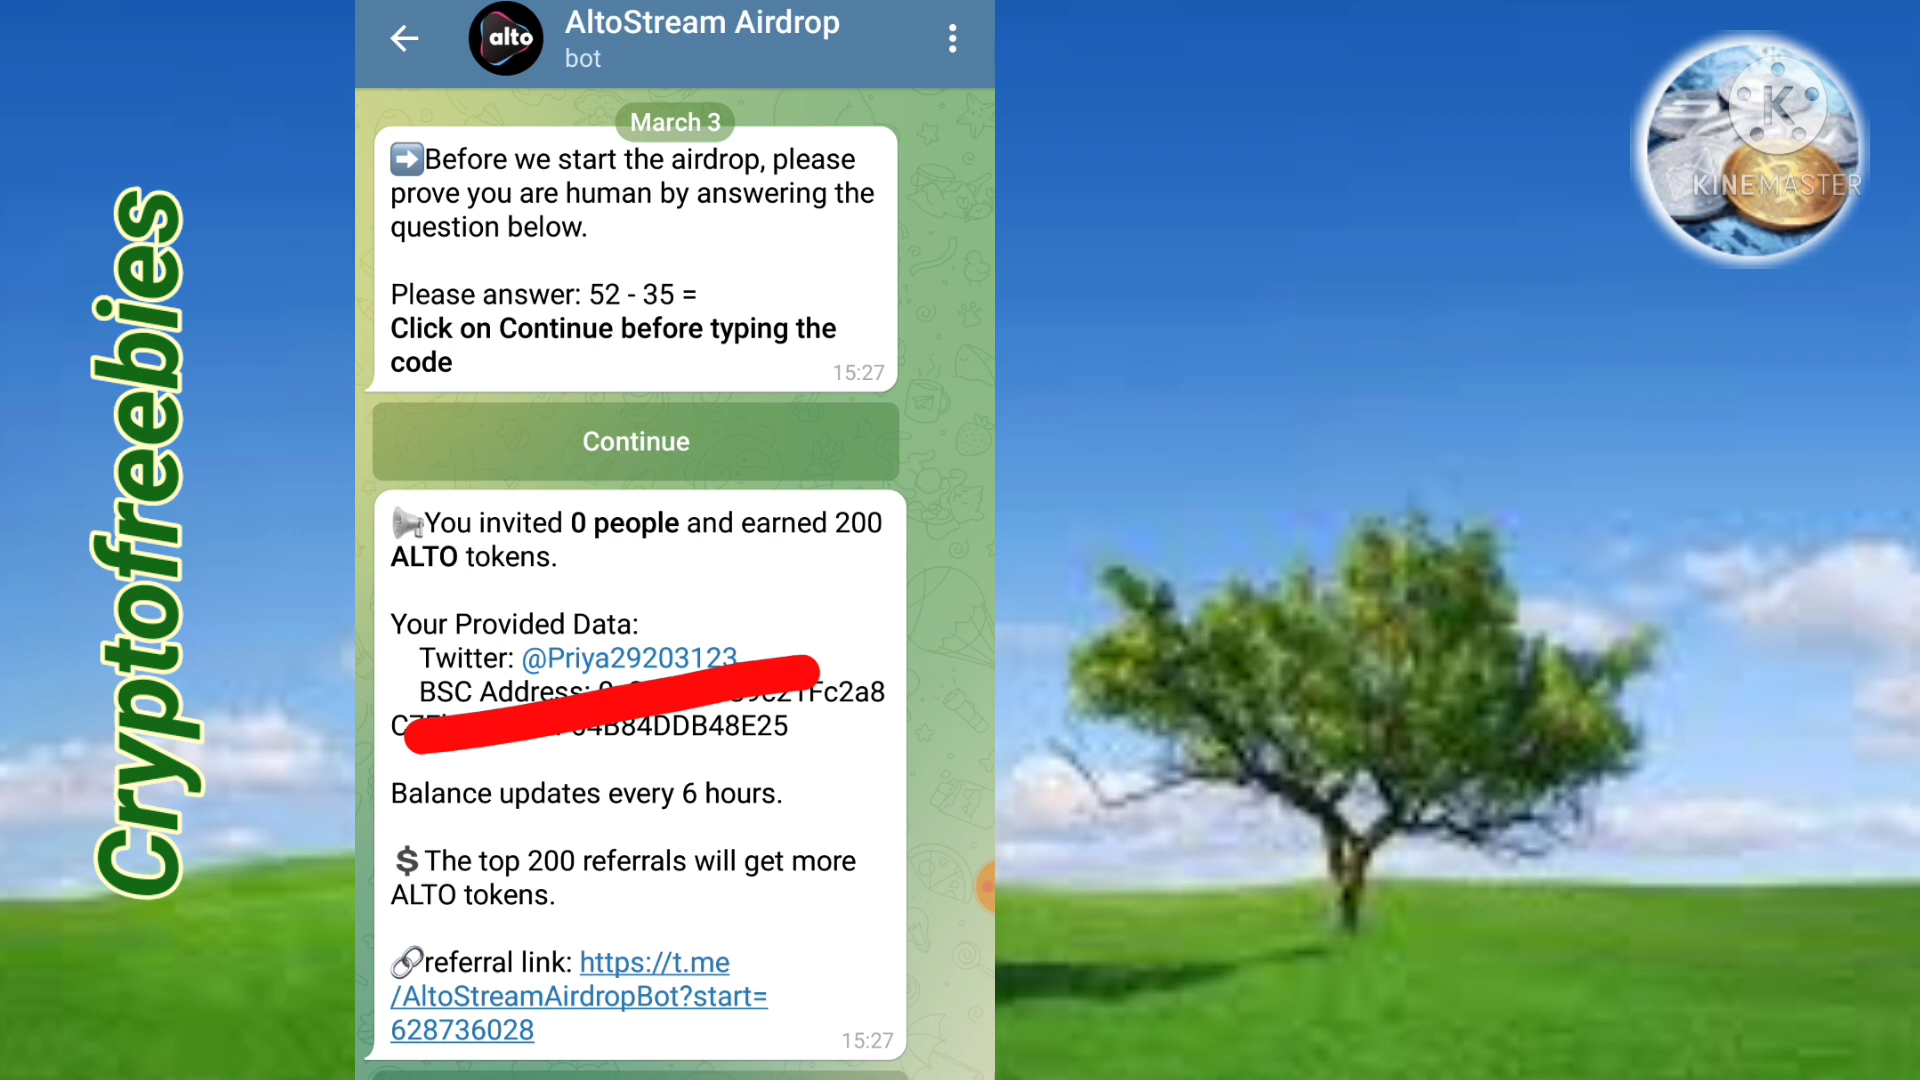 Cryptofreebies
alto
AltoStream Airdrop
bot
March 3
Before we start the airdrop, please
prove you are human by answering the
question below.
Please answer: 52 - 35 =
Click on Continue before typing the
code
15:27
Continue
You invited 0 people and earned 200
ALTO tokens.
Your Provided Data:
Twitter: @Priya29203123
BSC Address:
84DDB48E25
Balance updates every 6 hours.
The top 200 referrals will get more
ALTO tokens.
referral link: https://t.me
/AltoStreamAirdropBot?start=
628736028
15:27
K
KINEMASTER